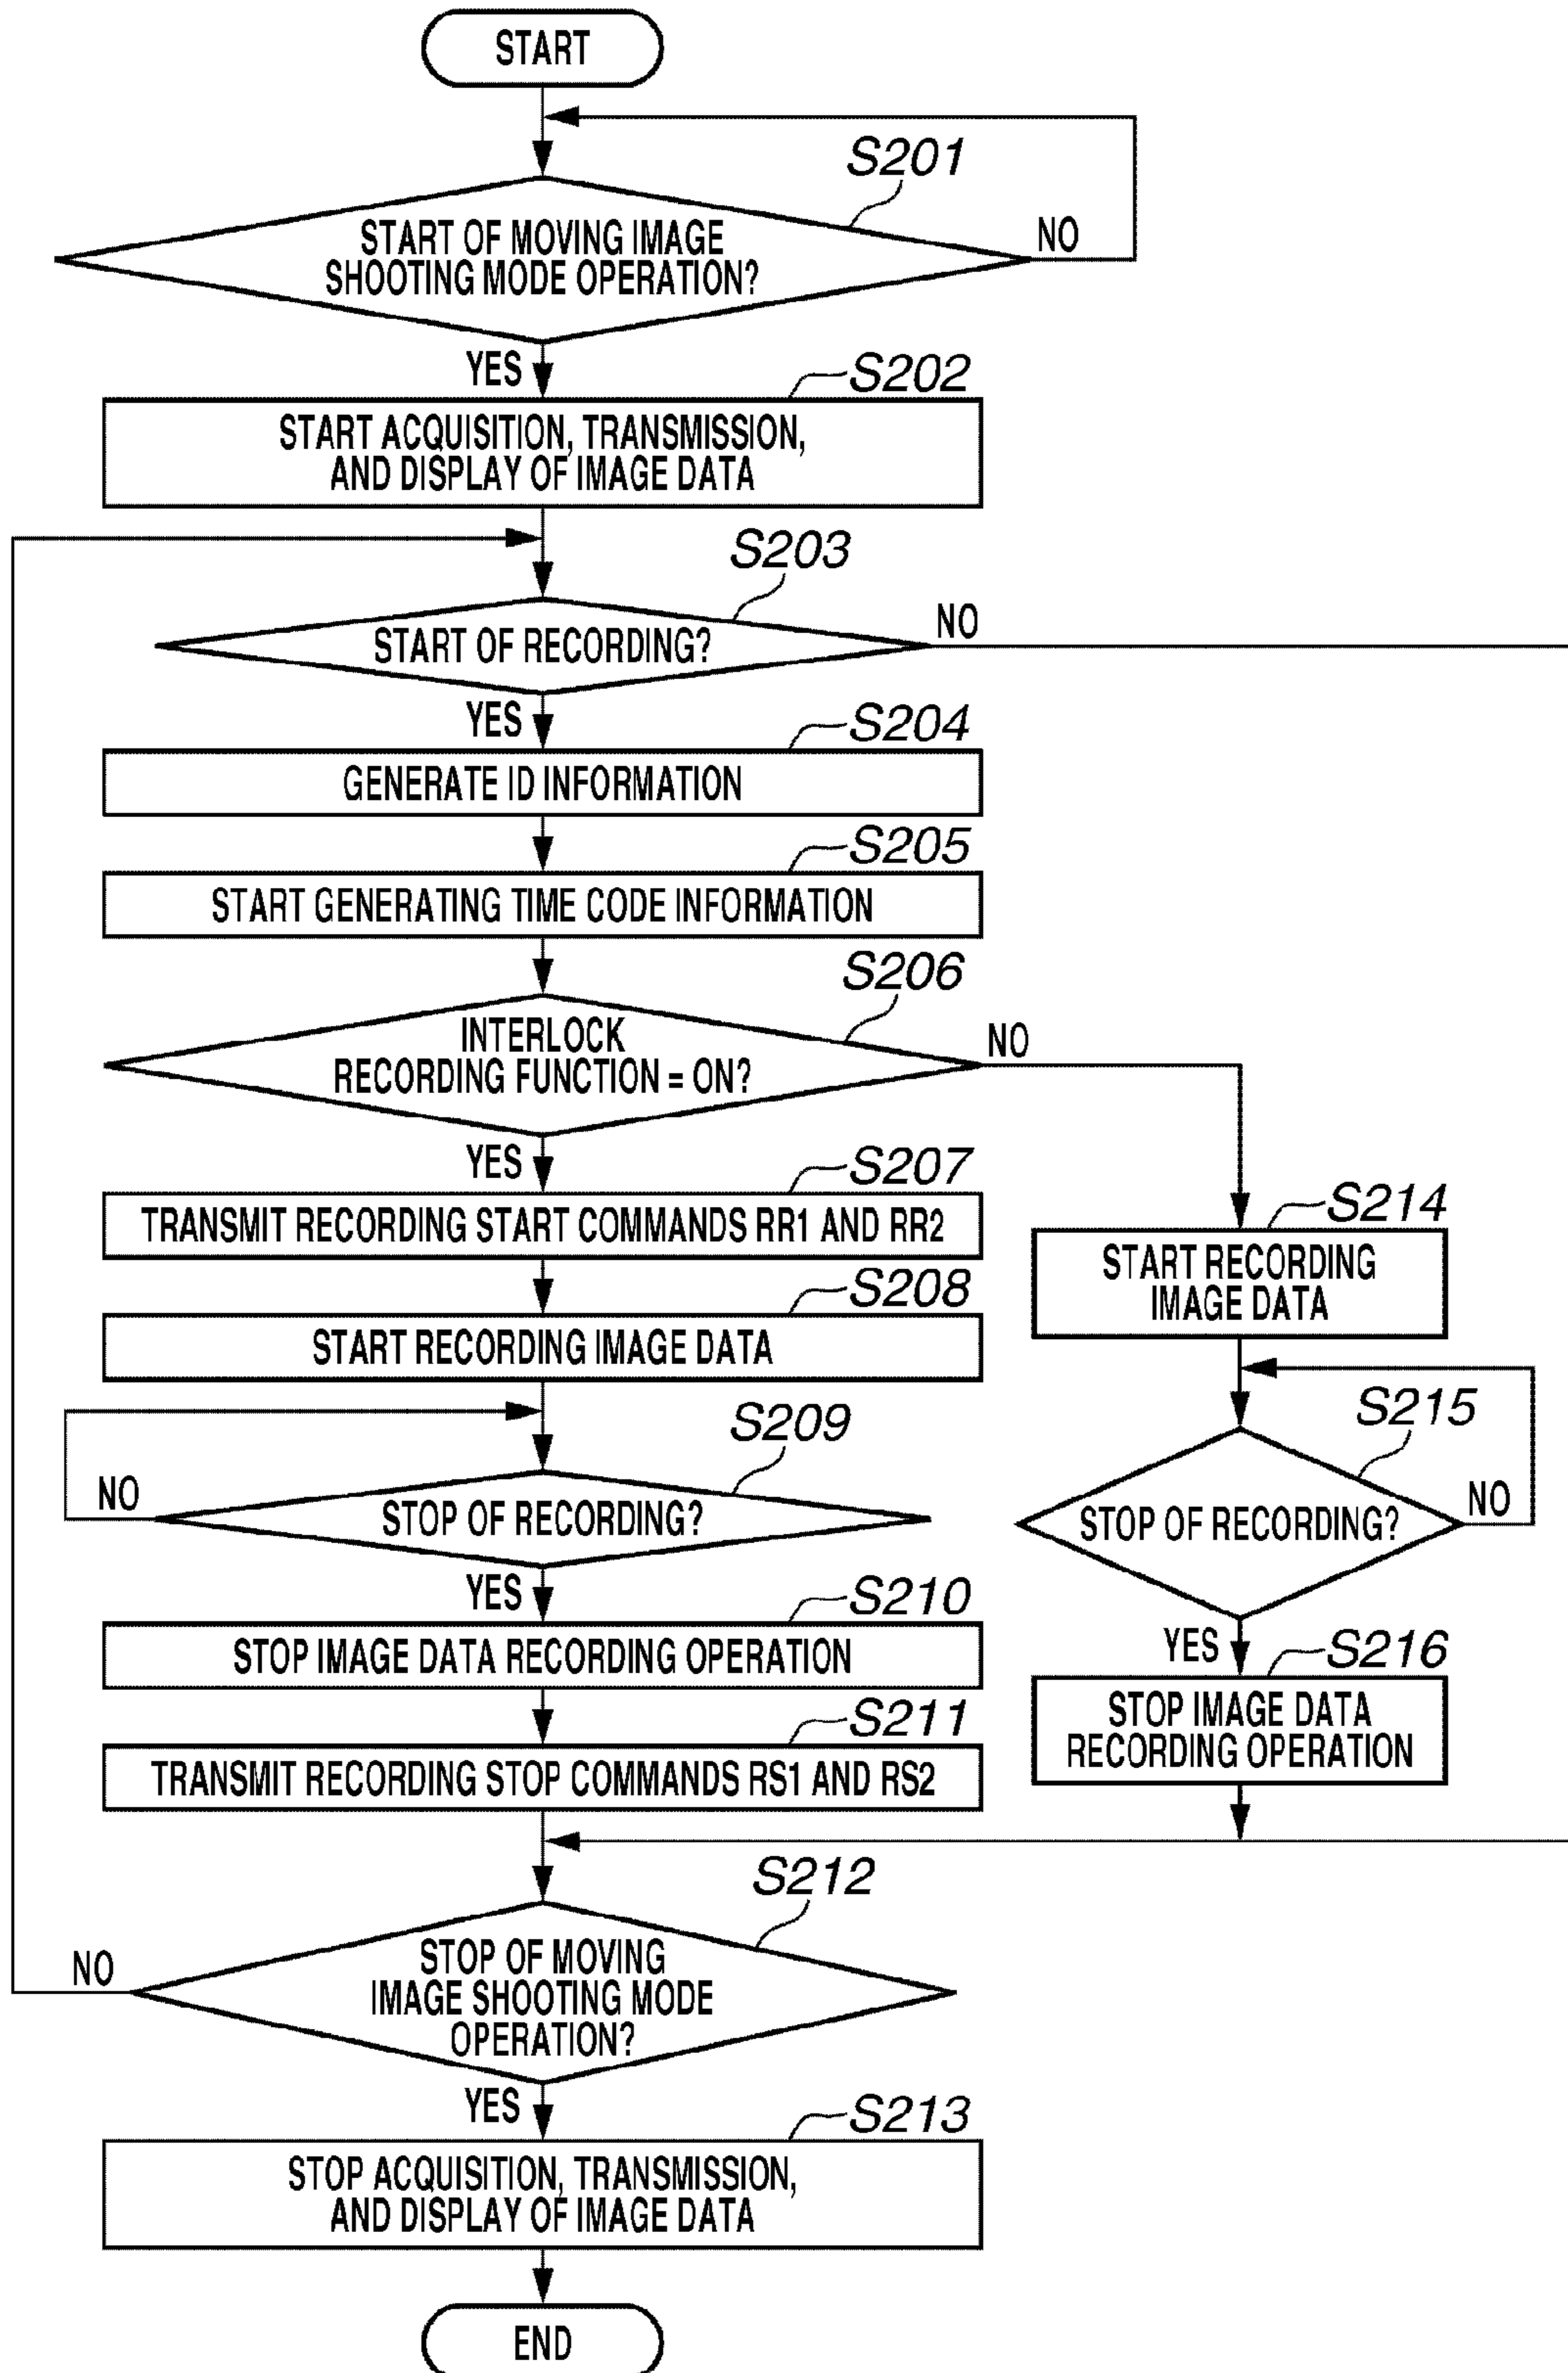 START
S201
START OF MOVING IMAGE
SHOOTING MODE OPERATION?
NO
YES
S202
START ACQUISITION, TRANSMISSION,
AND DISPLAY OF IMAGE DATA
S203
START OF RECORDING?
NO
YES
S204
GENERATE ID INFORMATION
S205
START GENERATING TIME CODE INFORMATION
S206
INTERLOCK
RECORDING FUNCTION = ON?
NO
YES
S207
TRANSMIT RECORDING START COMMANDS RR1 AND RR2
S208
START RECORDING IMAGE DATA
S209
STOP OF RECORDING?
NO
YES
S210
STOP IMAGE DATA RECORDING OPERATION
S211
TRANSMIT RECORDING STOP COMMANDS RS1 AND RS2
S214
START RECORDING
IMAGE DATA
S215
STOP OF RECORDING?
NO
YES
S216
STOP IMAGE DATA
RECORDING OPERATION
S212
STOP OF MOVING
IMAGE SHOOTING MODE
OPERATION?
NO
YES
S213
STOP ACQUISITION, TRANSMISSION,
AND DISPLAY OF IMAGE DATA
END